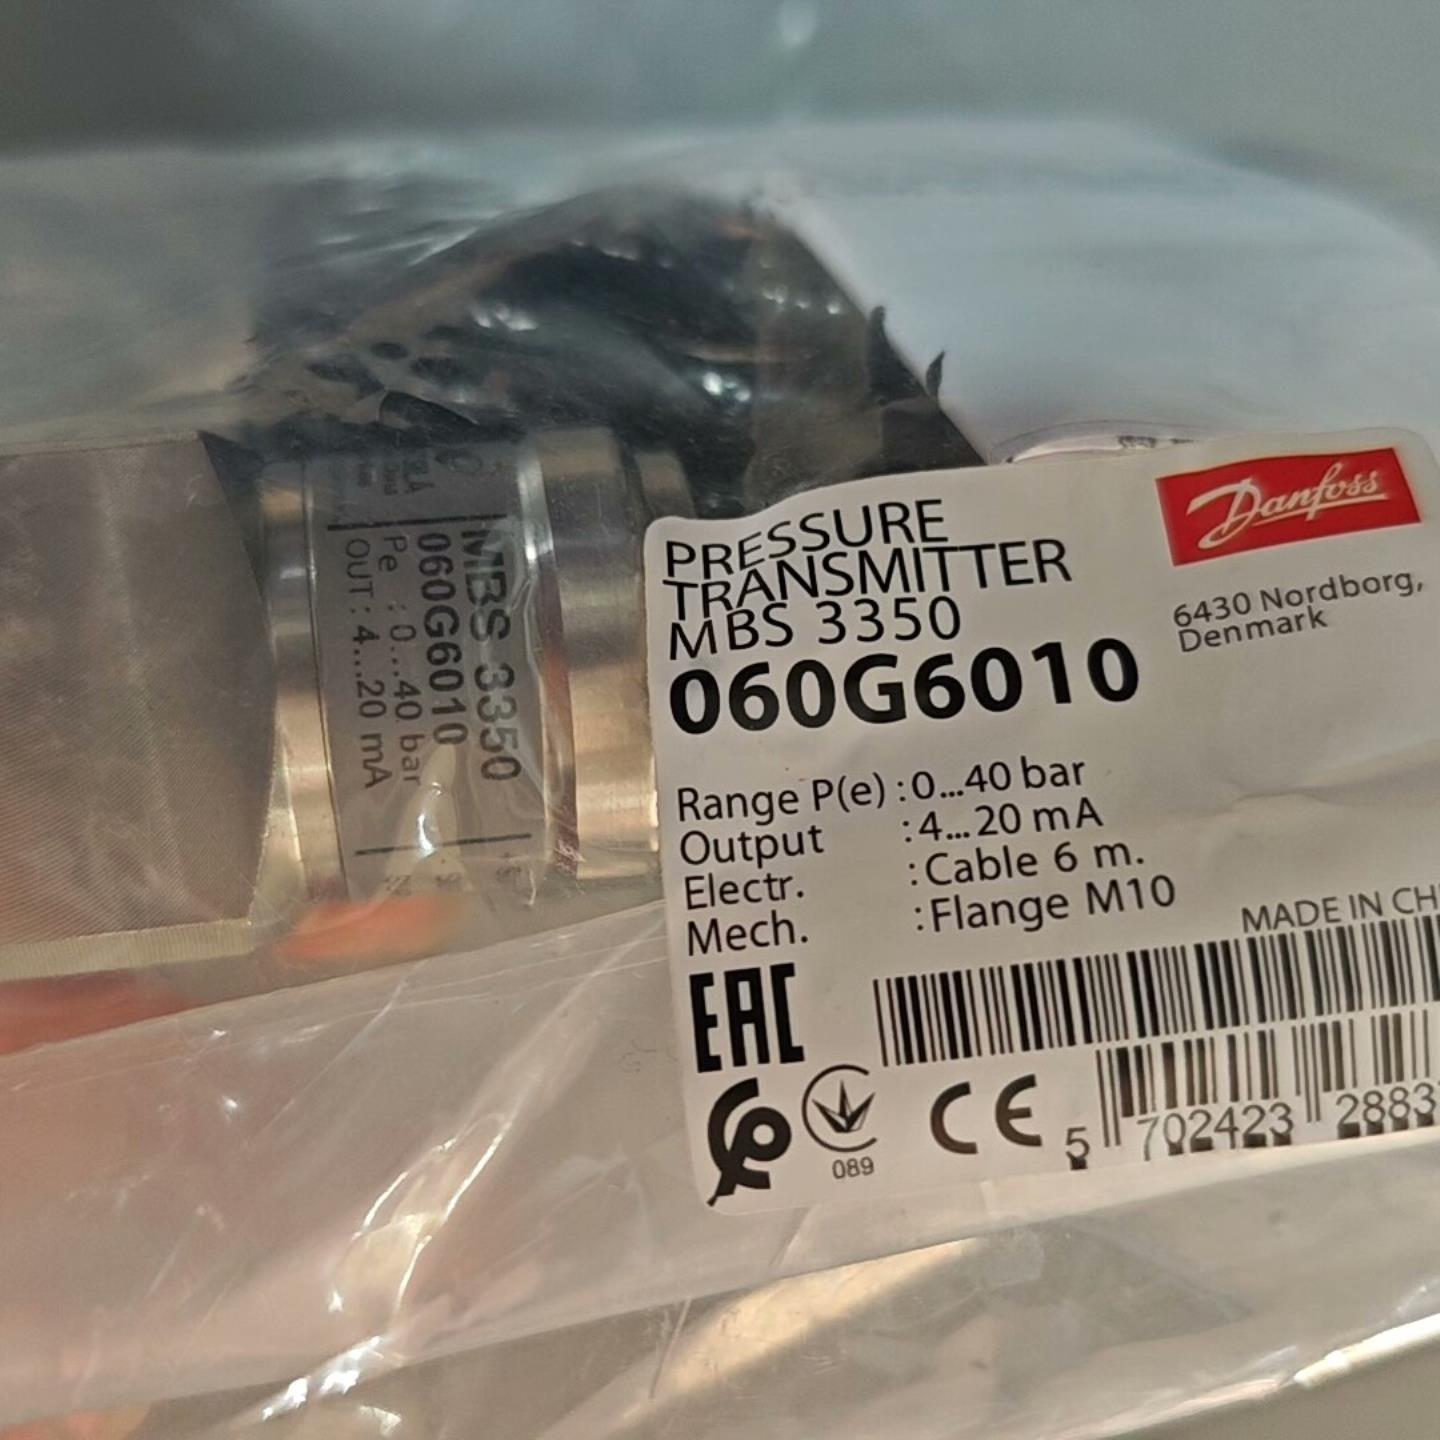 MBS 3350
060G6010
Pe : 0...40 bar
OUT : 4...20 mA
Danfoss
PRESSURE
TRANSMITTER
MBS 3350
060G6010
6430 Nordborg,
Denmark
Range P(e) :0...40 bar
Output :4...20 mA
Electr. :Cable 6 m.
Mech. :Flange M10
MADE IN CH
EAC
089
CE
5 702423 2883